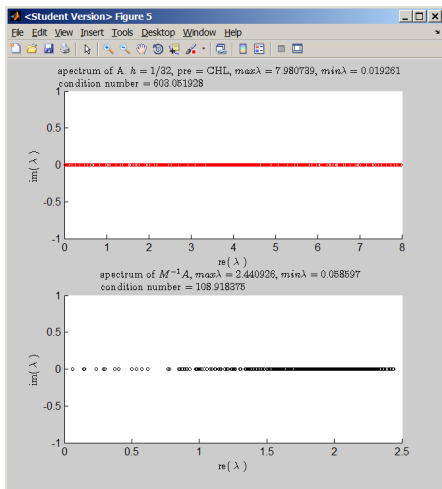 <Student Version> Figure 5
File Edit View Insert Tools Desktop Window Help
spectrum of A. h = 1/32, pre = CHL, maxλ = 7.980739, minλ = 0.019261
condition number = 603.051928
1
0.5
0
-0.5
-1
im( λ )
0 1 2 3 4 5 6 7 8
re( λ )
spectrum of M⁻¹A, maxλ = 2.440926, minλ = 0.058597
condition number = 108.918375
1
0.5
0
-0.5
-1
im( λ )
0 0.5 1 1.5 2 2.5
re( λ )